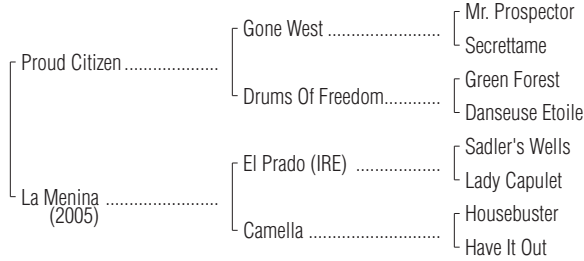 Mr. Prospector
Gone West ........................
Secrettame
Proud Citizen ....................
Green Forest
Drums Of Freedom............
Danseuse Etoile
Sadler's Wells
El Prado (IRE) ..................
Lady Capulet
La Menina ........................
(2005)
Housebuster
Camella ............................
Have It Out